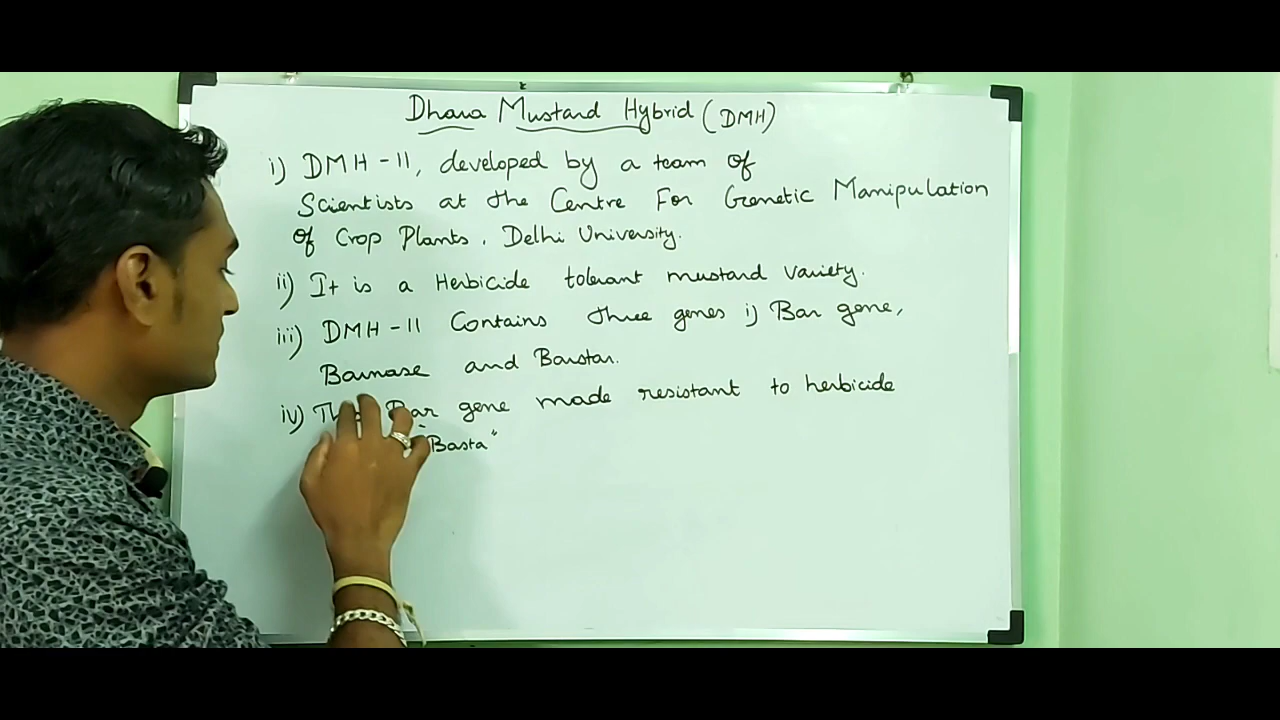 Dhara Mustard Hybrid (DMH)
i) DMH-11, developed by a team of
Scientists at the Centre For Genetic Manipulation
of Crop Plants, Delhi University.
ii) It is a Herbicide tolerant mustard variety.
iii) DMH-11 Contains three genes i) Bar gene,
Barnase and Barstar.
iv) Bar gene made resistant to herbicide
"Basta"